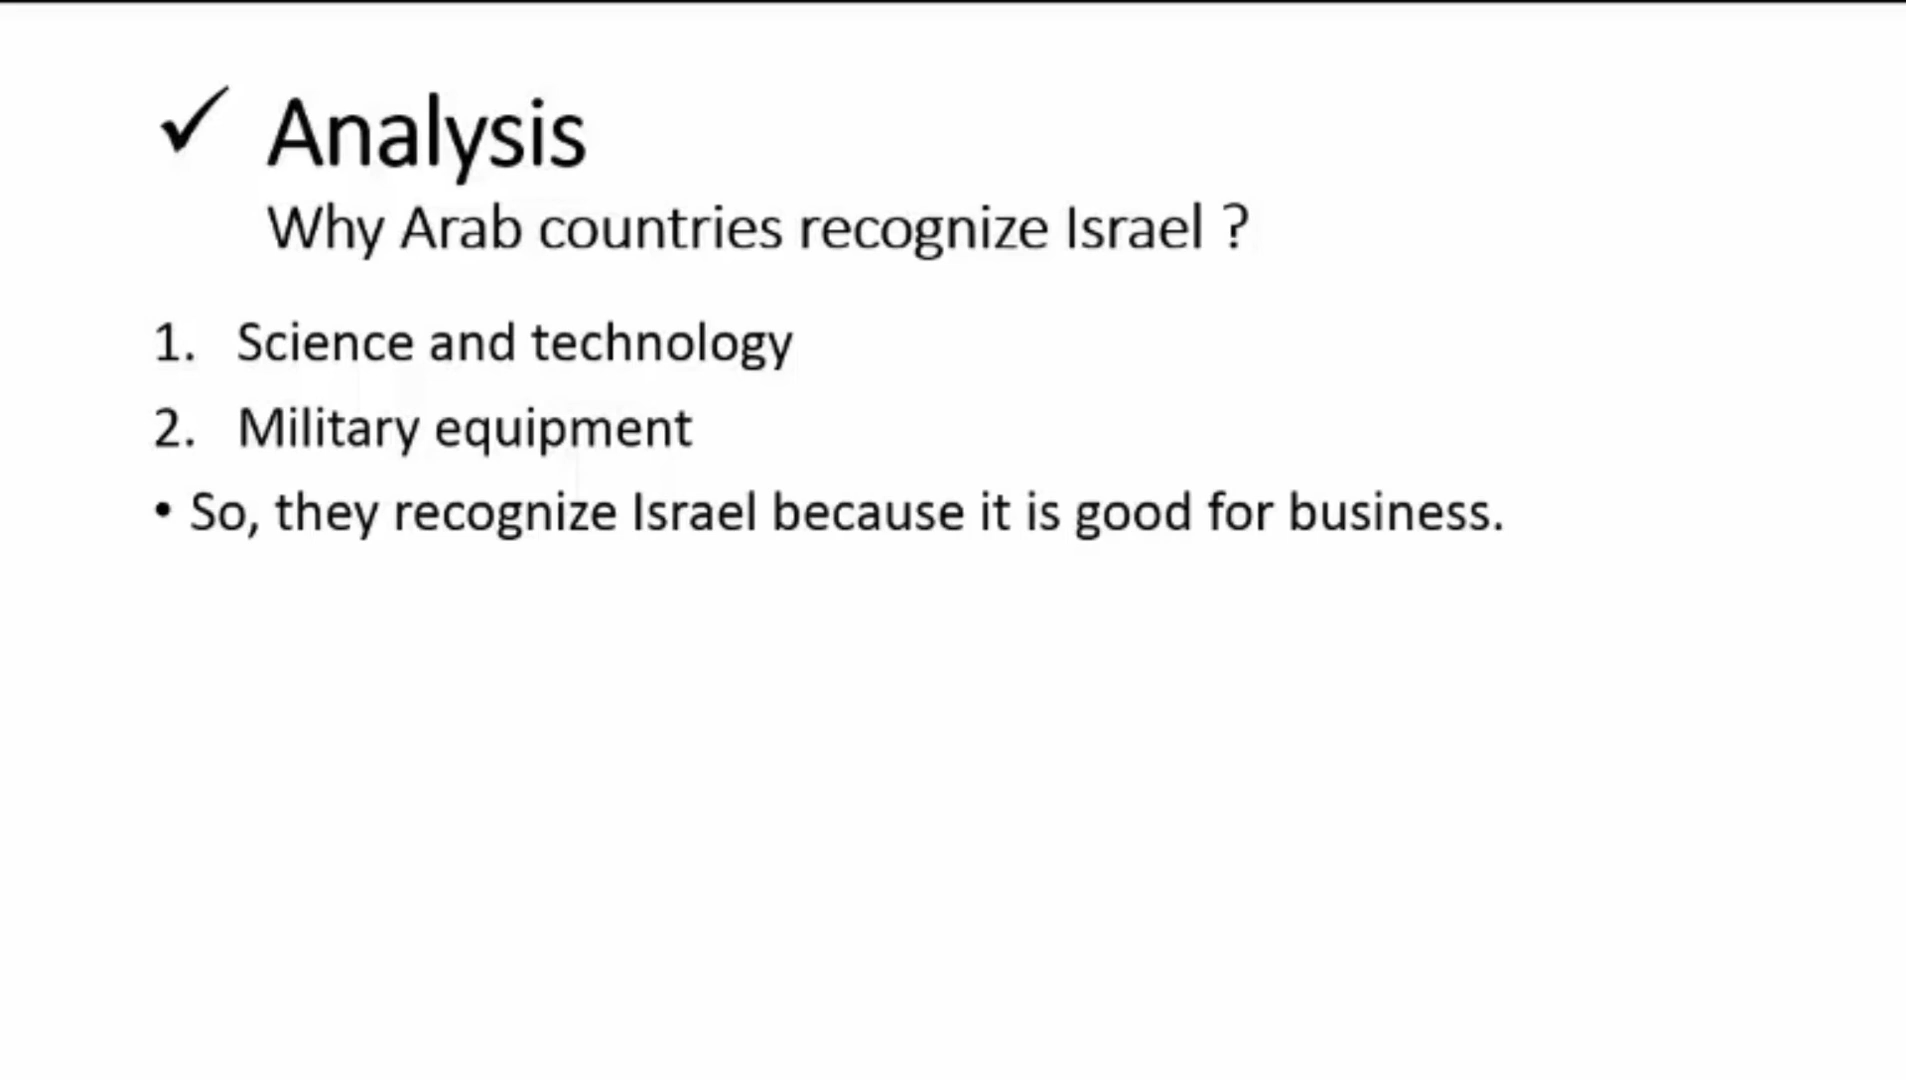 ✓ Analysis
Why Arab countries recognize Israel ?
1. Science and technology
2. Military equipment
• So, they recognize Israel because it is good for business.